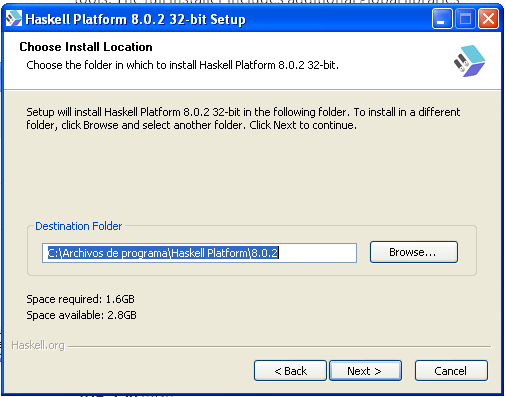 Haskell Platform 8.0.2 32-bit Setup
Choose Install Location
Choose the folder in which to install Haskell Platform 8.0.2 32-bit.
Setup will install Haskell Platform 8.0.2 32-bit in the following folder. To install in a different
folder, click Browse and select another folder. Click Next to continue.
Destination Folder
C:\Archivos de programa\Haskell Platform\8.0.2
Browse...
Space required: 1.6GB
Space available: 2.8GB
Haskell.org
< Back
Next >
Cancel